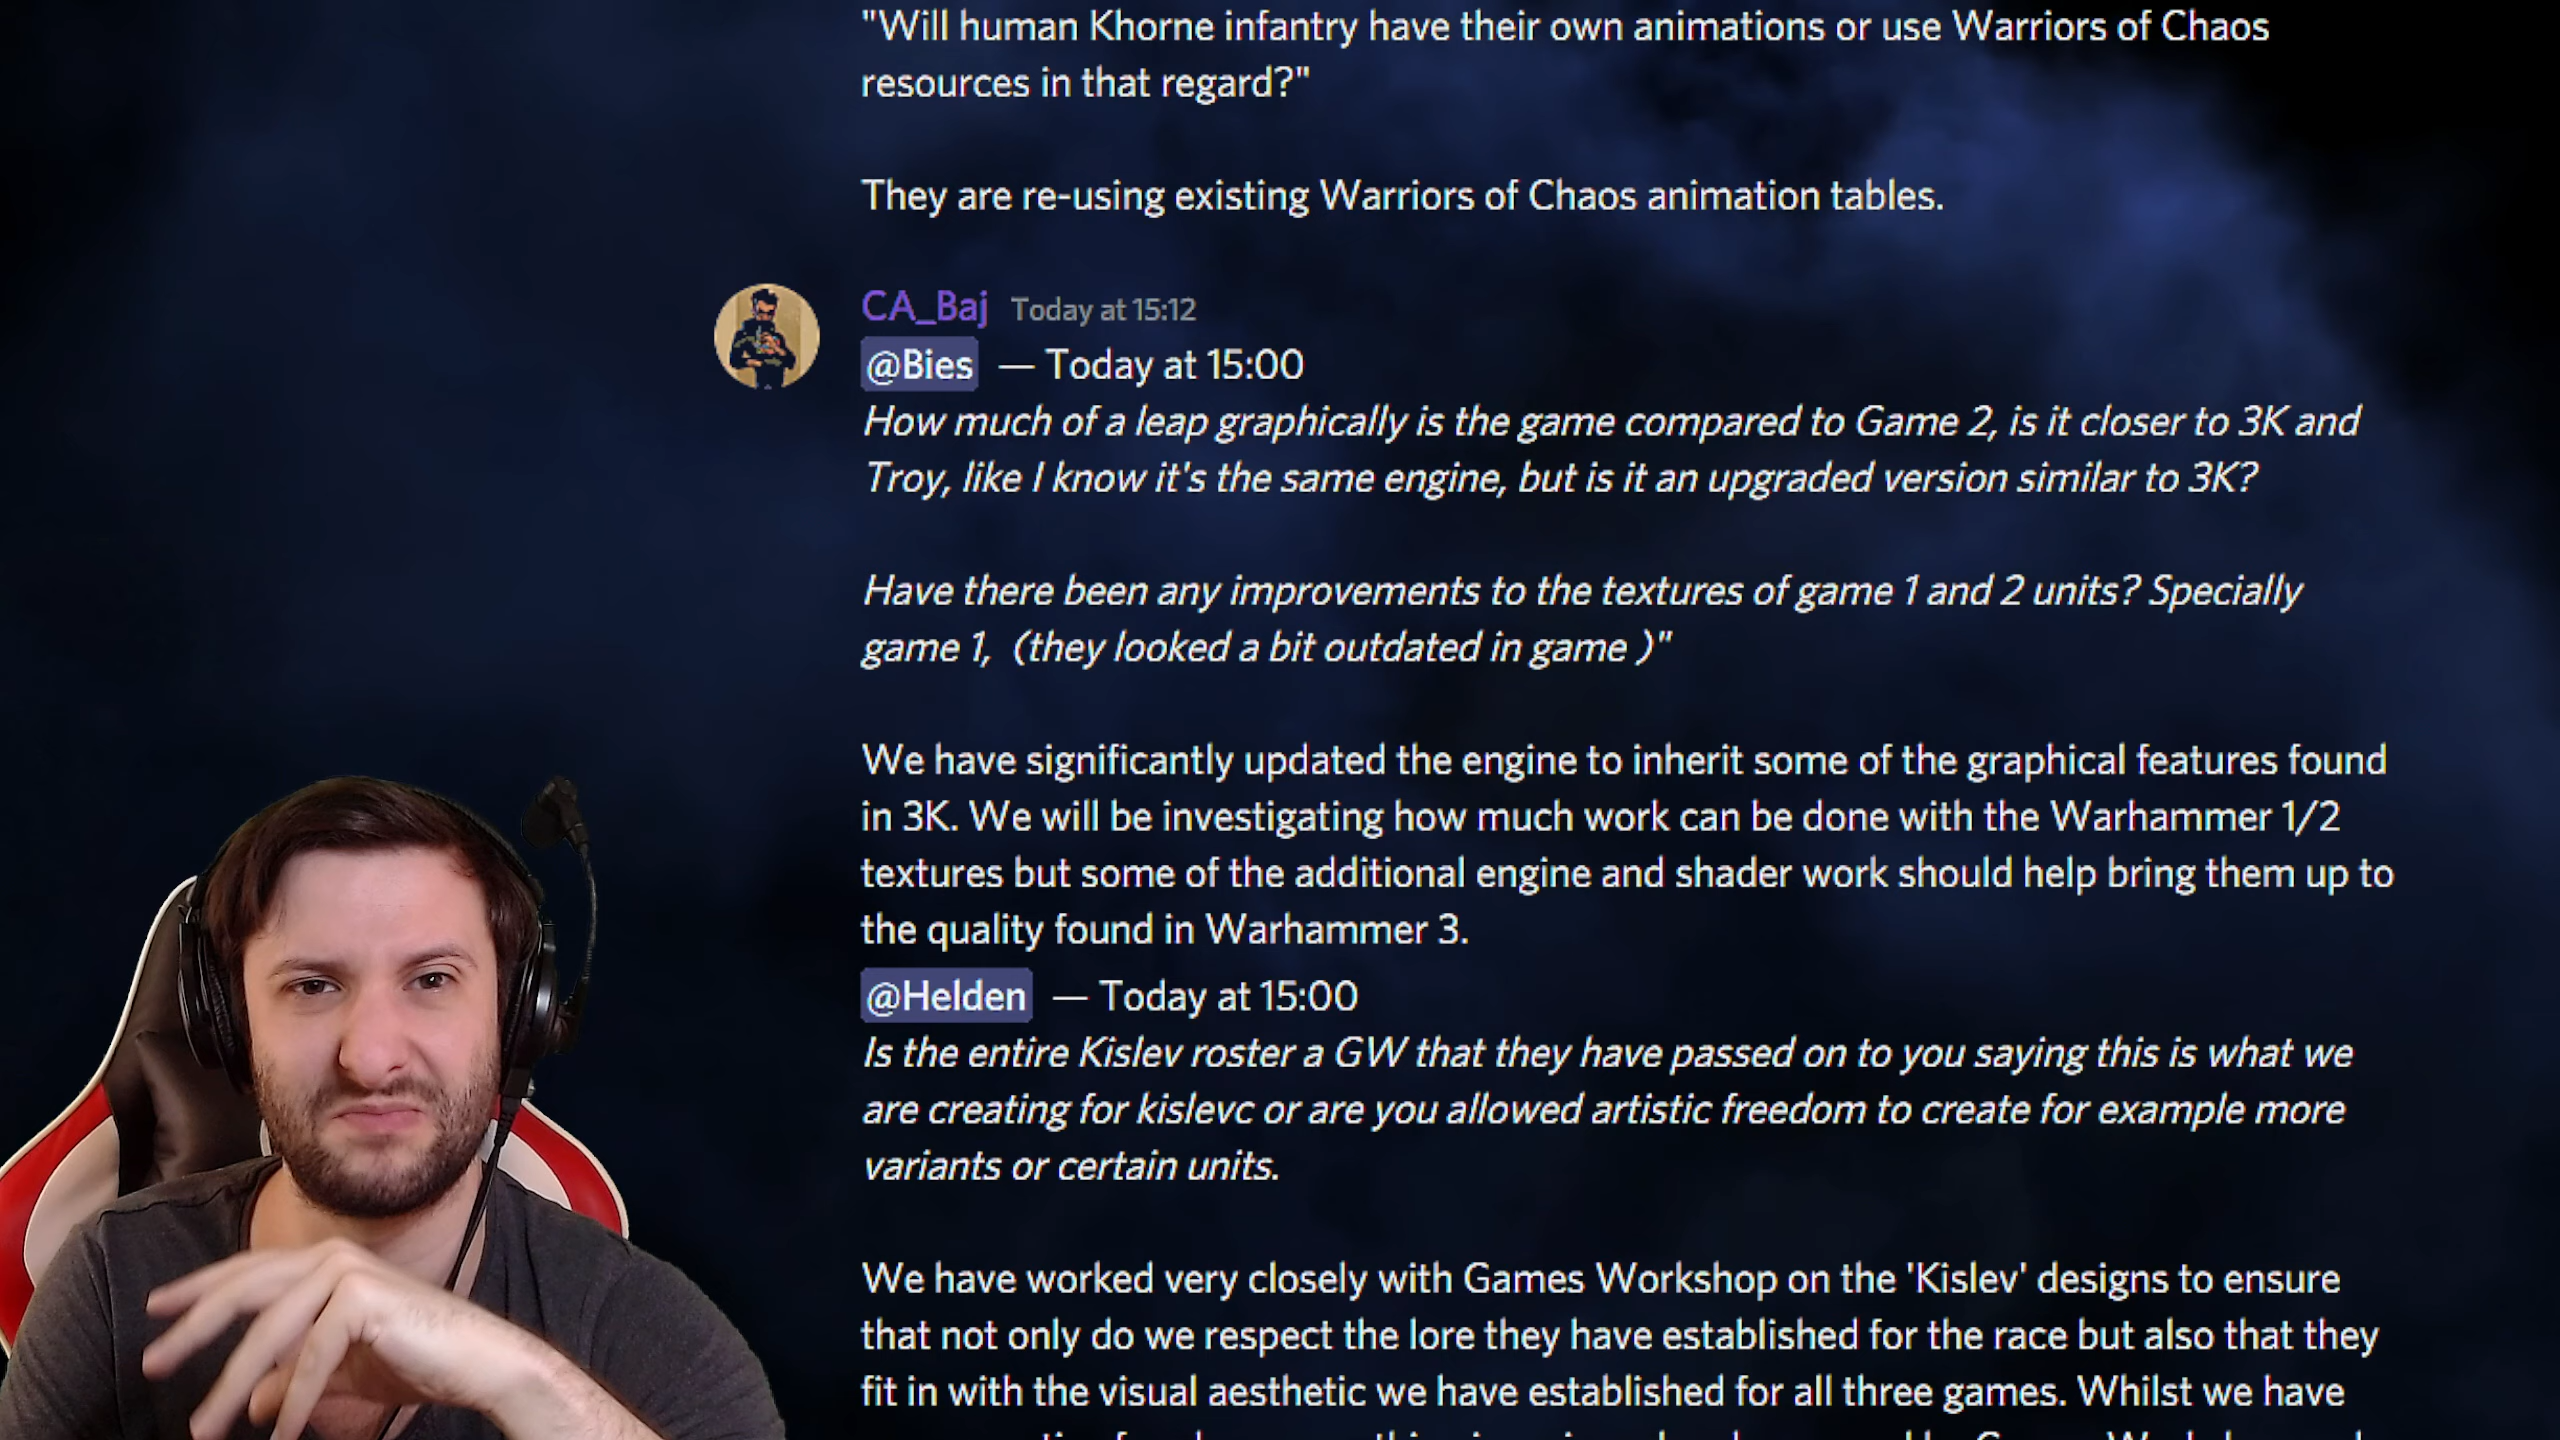 "Will human Khorne infantry have their own animations or use Warriors of Chaos
resources in that regard?"
They are re-using existing Warriors of Chaos animation tables.
CA_Baj Today at 15:12
@Bies — Today at 15:00
How much of a leap graphically is the game compared to Game 2, is it closer to 3K and
Troy, like I know it's the same engine, but is it an upgraded version similar to 3K?
Have there been any improvements to the textures of game 1 and 2 units? Specially
game 1, (they looked a bit outdated in game )"
We have significantly updated the engine to inherit some of the graphical features found
in 3K. We will be investigating how much work can be done with the Warhammer 1/2
textures but some of the additional engine and shader work should help bring them up to
the quality found in Warhammer 3.
@Helden — Today at 15:00
Is the entire Kislev roster a GW that they have passed on to you saying this is what we
are creating for kislevc or are you allowed artistic freedom to create for example more
variants or certain units.
We have worked very closely with Games Workshop on the 'Kislev' designs to ensure
that not only do we respect the lore they have established for the race but also that they
fit in with the visual aesthetic we have established for all three games. Whilst we have